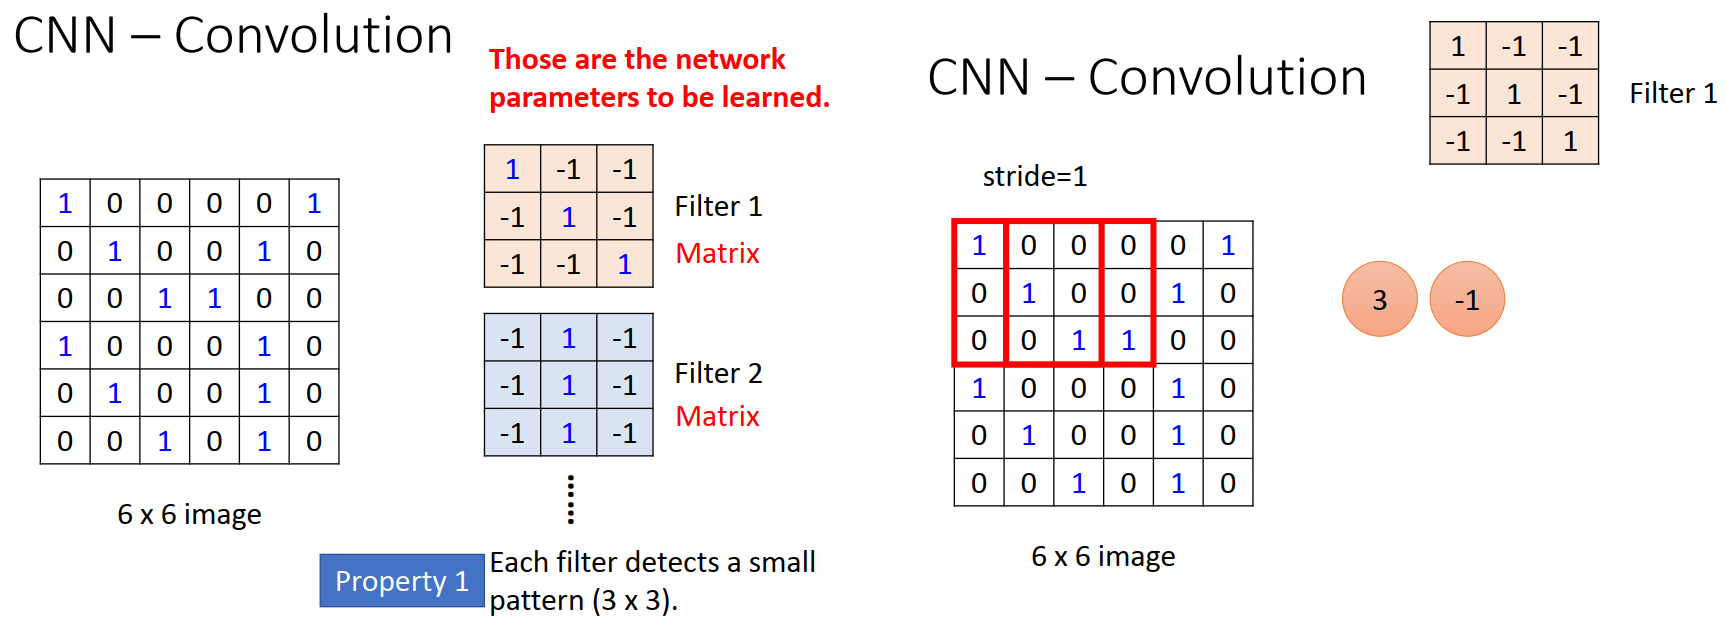 CNN – Convolution
Those are the network
parameters to be learned.
1 0 0 0 0 1
0 1 0 0 1 0
0 0 1 1 0 0
1 0 0 0 1 0
0 1 0 0 1 0
0 0 1 0 1 0
6 x 6 image
1 -1 -1
-1 1 -1
-1 -1 1
Filter 1
Matrix
-1 1 -1
-1 1 -1
-1 1 -1
Filter 2
Matrix
Property 1
Each filter detects a small
pattern (3 x 3).
CNN – Convolution
1 -1 -1
-1 1 -1
-1 -1 1
Filter 1
stride=1
1 0 0 0 0 1
0 1 0 0 1 0
0 0 1 1 0 0
1 0 0 0 1 0
0 1 0 0 1 0
0 0 1 0 1 0
3 -1
6 x 6 image